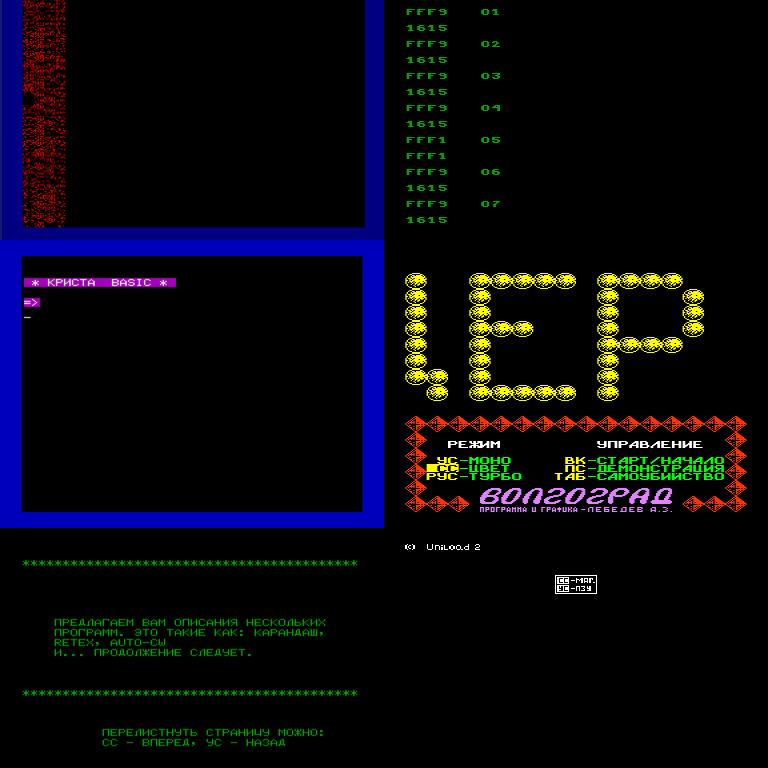 FFF9 01
1615
FFF9 02
1615
FFF9 03
1615
FFF9 04
1615
FFF1 05
FFF1
FFF9 06
1615
FFF9 07
1615
* КРИСТА BASIC *
=>
ЦЕР
РЕЖИМ УПРАВЛЕНИЕ
УС-МОНО ВК-СТАРТ/НАЧАЛО
СС-ЦВЕТ ПС-ДЕМОНСТРАЦИЯ
РУС-ТУРБО ТАБ-САМОУБИЙСТВО
ВОЛГОГРАД
ПРОГРАММА И ГРАФИКА-ЛЕБЕДЕВ А.З.
******************************************
ПРЕДЛАГАЕМ ВАМ ОПИСАНИЯ НЕСКОЛЬКИХ
ПРОГРАММ. ЭТО ТАКИЕ КАК: КАРАНДАШ,
RETEX, AUTO-CW
И... ПРОДОЛЖЕНИЕ СЛЕДУЕТ.
******************************************
ПЕРЕЛИСТНУТЬ СТРАНИЦУ МОЖНО:
СС - ВПЕРЕД, УС - НАЗАД
© UniLoad 2
СС-МАГ.
УС-ПЗУ